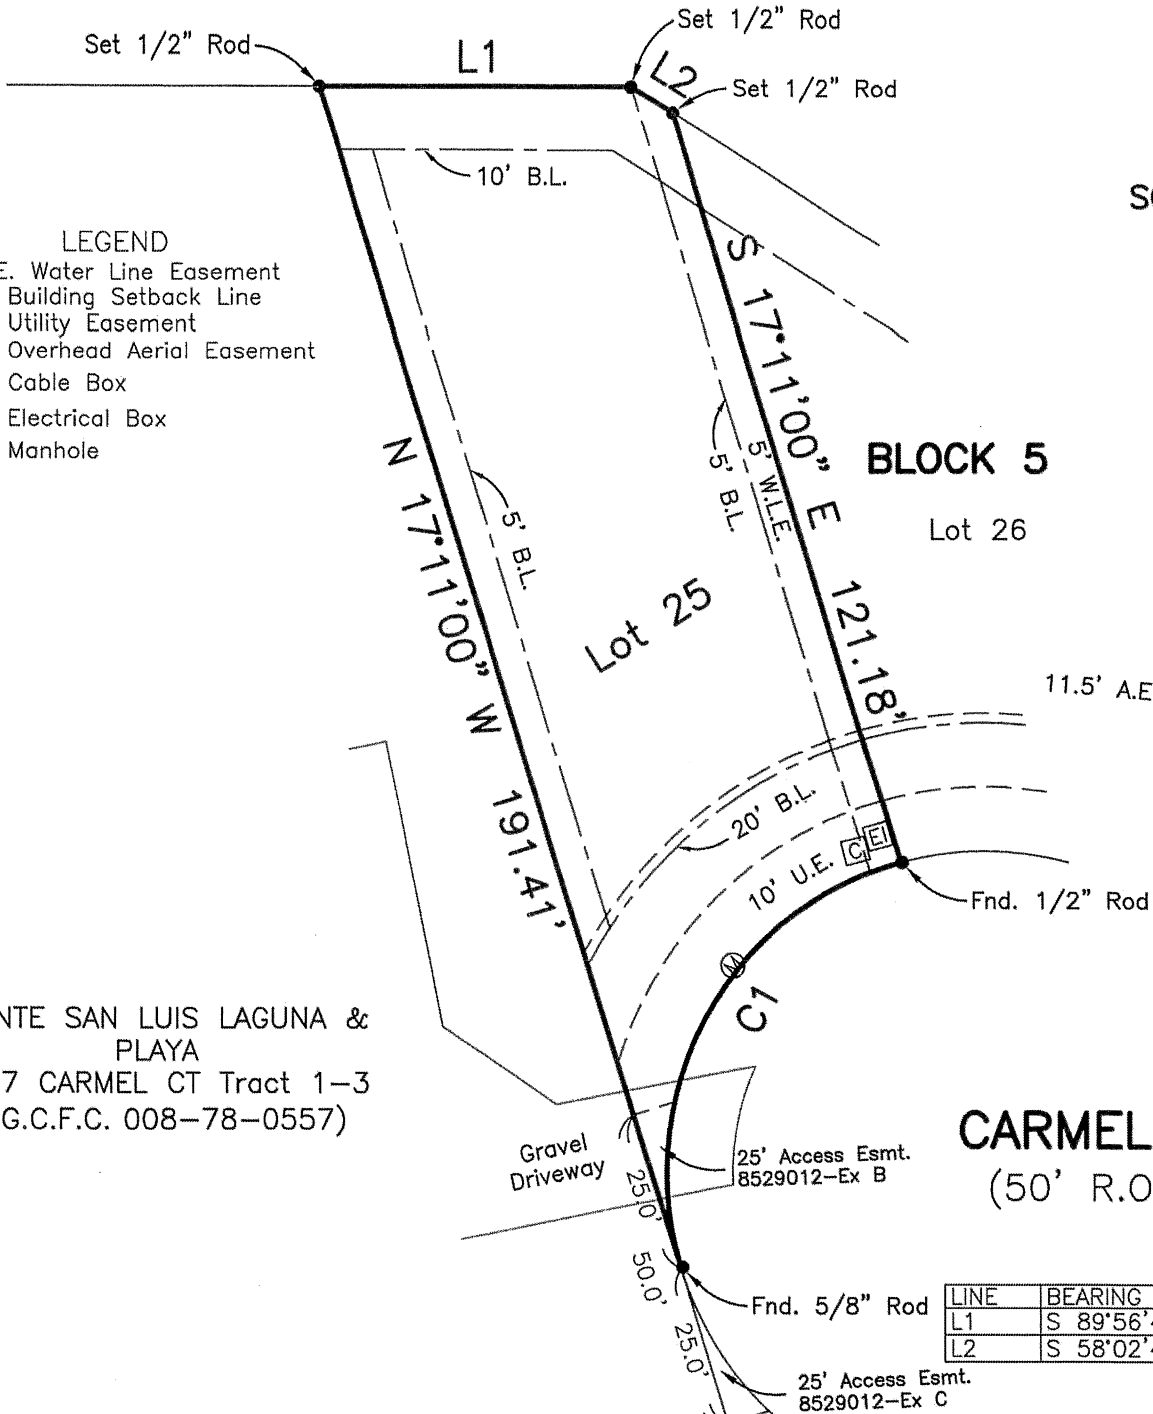 Set 1/2" Rod
L1
Set 1/2" Rod
L2
Set 1/2" Rod
10' B.L.
LEGEND
E. Water Line Easement
Building Setback Line
Utility Easement
Overhead Aerial Easement
Cable Box
Electrical Box
Manhole
S 17°11'00" E 121.18'
N 17°11'00" W 191.41'
5' B.L.
5' B.L.
5' W.L.E.
BLOCK 5
Lot 26
Lot 25
11.5' A.E
20' B.L.
10' U.E.
C
EI
Fnd. 1/2" Rod
M
C1
NTE SAN LUIS LAGUNA &
PLAYA
7 CARMEL CT Tract 1-3
G.C.F.C. 008-78-0557)
Gravel
Driveway
25' Access Esmt.
8529012-Ex B
CARMEL
(50' R.O
25.0'
50.0'
25.0'
Fnd. 5/8" Rod
LINE BEARING
L1 S 89°56'
L2 S 58°02'
25' Access Esmt.
8529012-Ex C